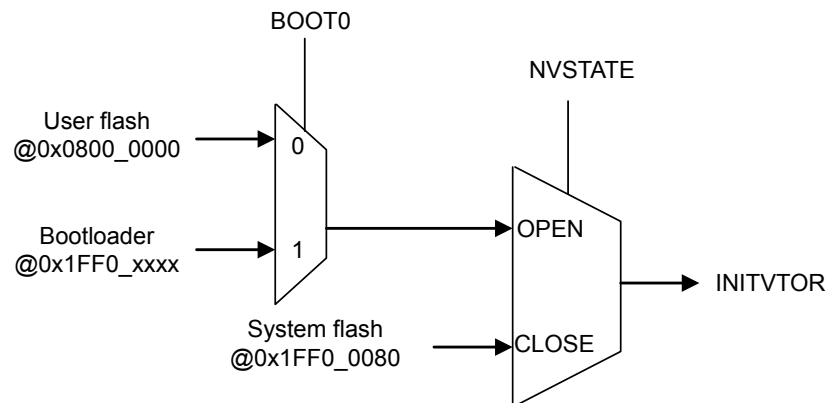 BOOT0
NVSTATE
User flash
@0x0800_0000
0
Bootloader
@0x1FF0_xxxx
1
OPEN
INITVTOR
System flash
@0x1FF0_0080
CLOSE